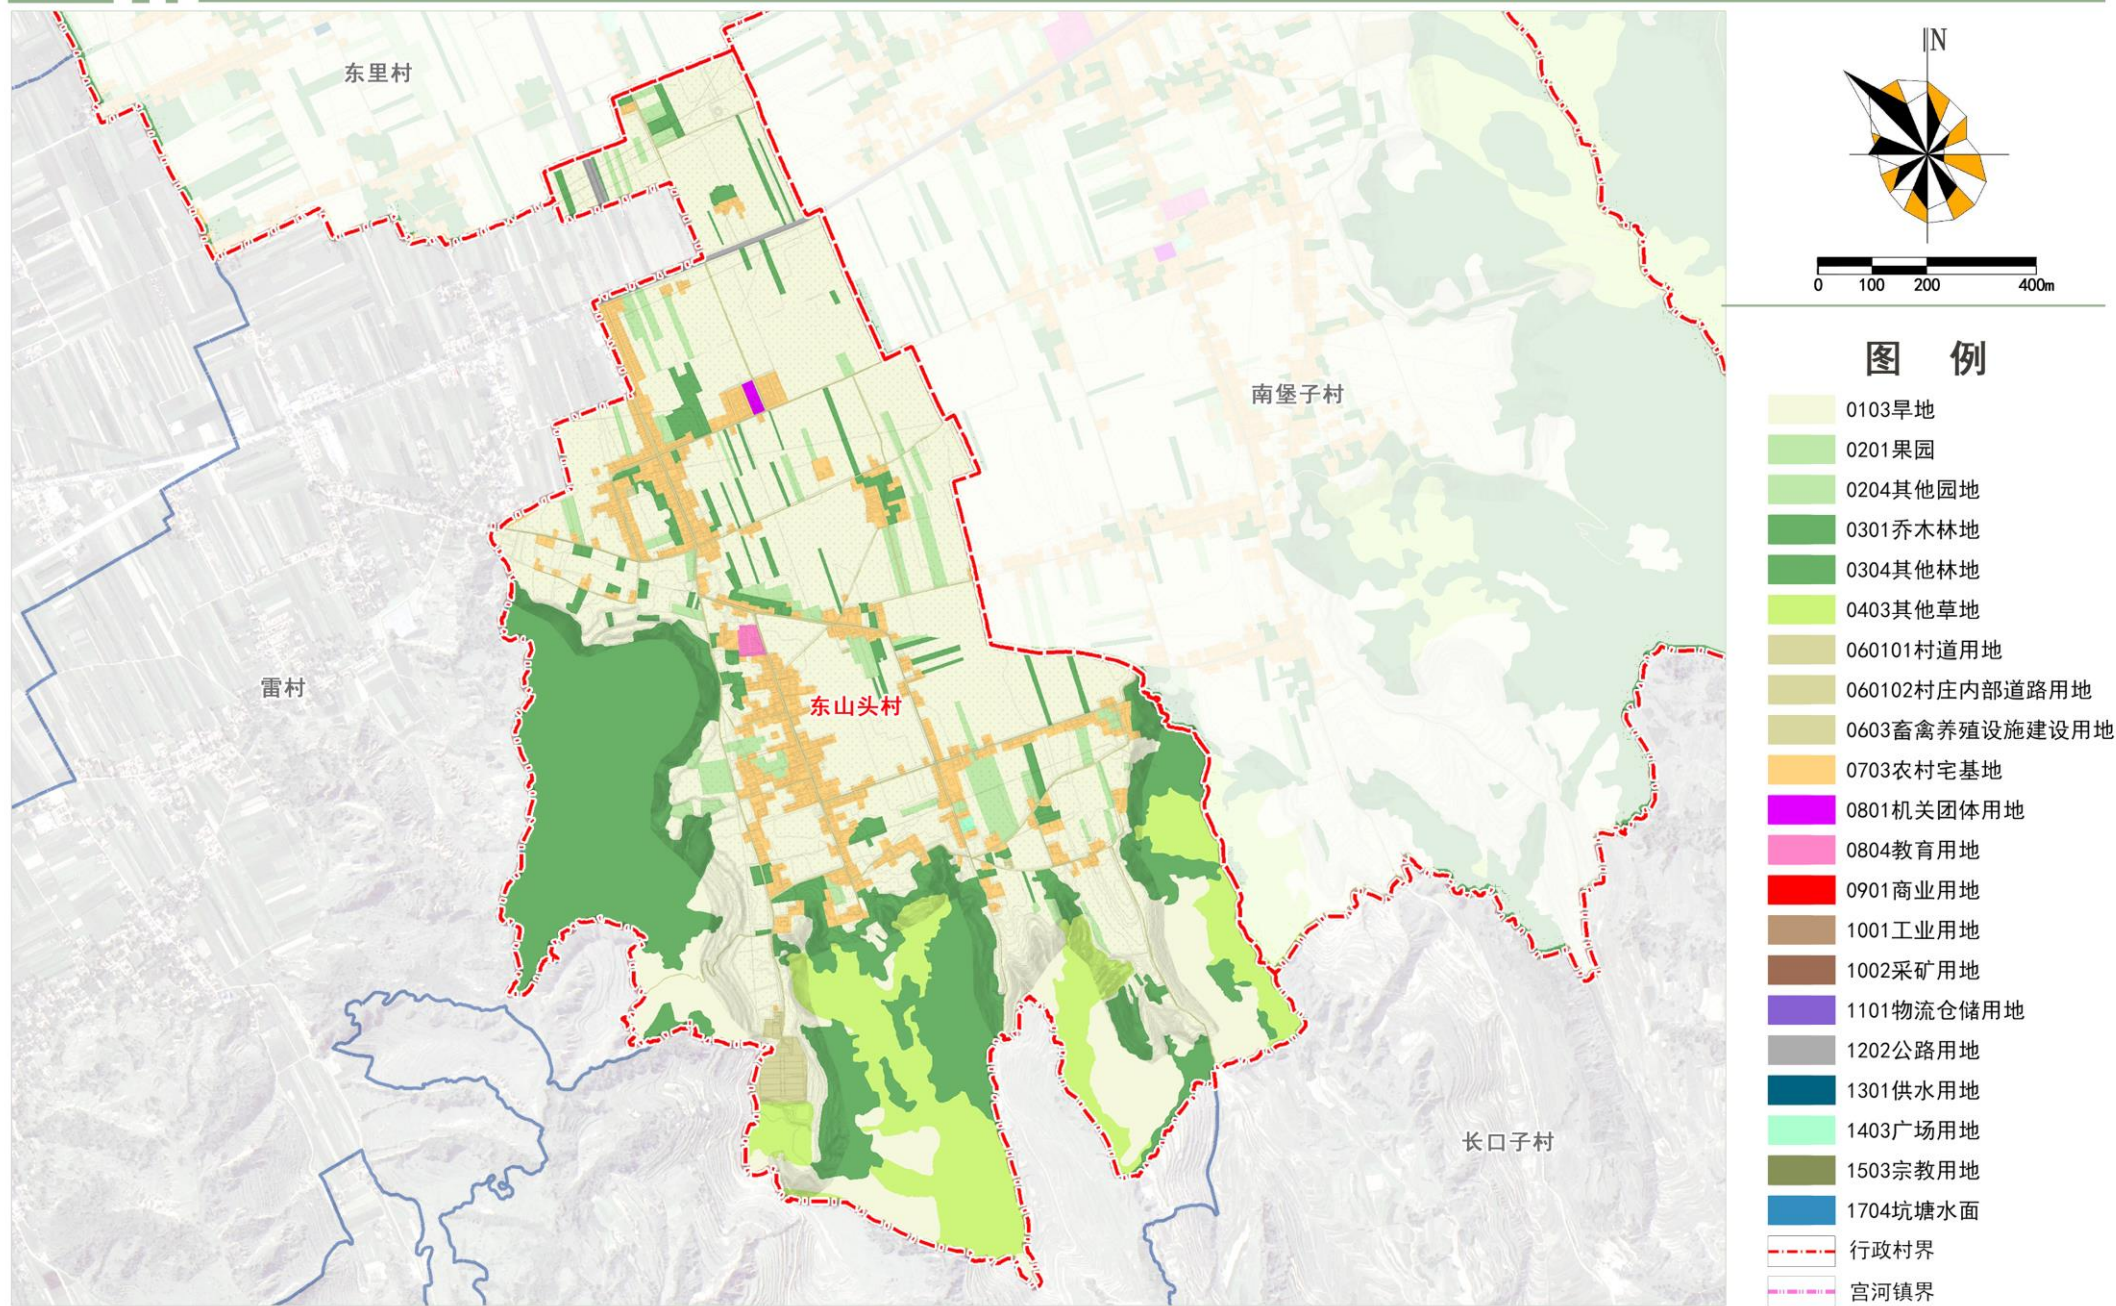 东里村
南堡子村
雷村
东山头村
长口子村
N
0 100 200 400m
图 例
0103旱地
0201果园
0204其他园地
0301乔木林地
0304其他林地
0403其他草地
060101村道用地
060102村庄内部道路用地
0603畜禽养殖设施建设用地
0703农村宅基地
0801机关团体用地
0804教育用地
0901商业用地
1001工业用地
1002采矿用地
1101物流仓储用地
1202公路用地
1301供水用地
1403广场用地
1503宗教用地
1704坑塘水面
行政村界
宫河镇界